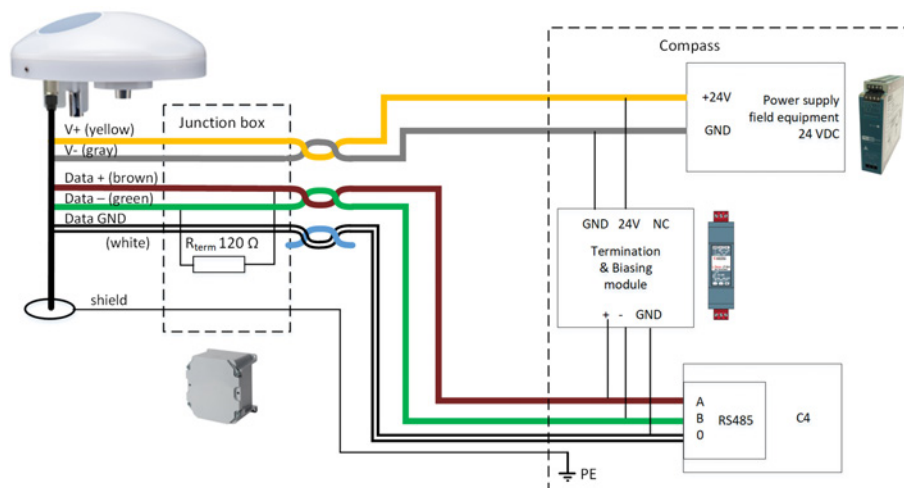 Compass
Junction box
V+ (yellow)
V- (gray)
+24V
GND
Power supply
field equipment
24 VDC
Data + (brown)
Data – (green)
Data GND
(white)
Rterm 120 Ω
shield
GND 24V NC
Termination
& Biasing
module
+ - GND
A
B
0
RS485
C4
PE